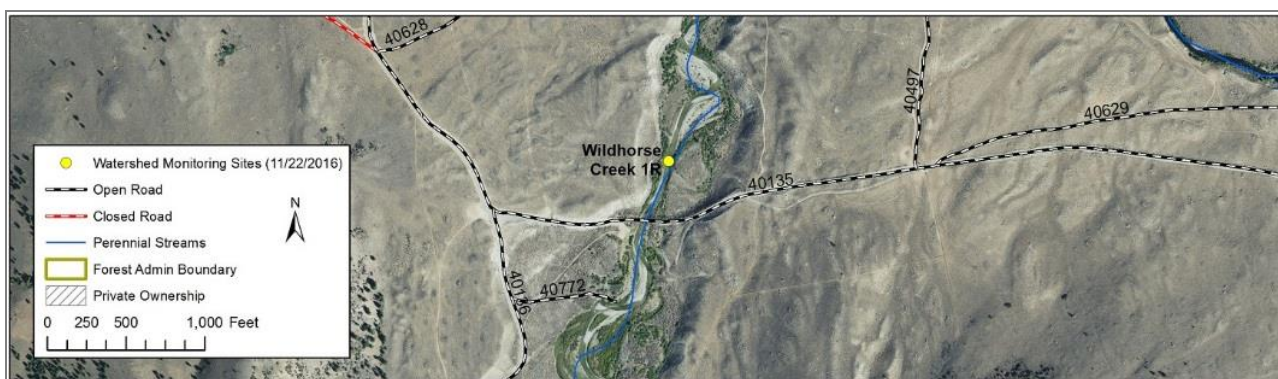 40628
40497
40629
Wildhorse
Creek 1R
40135
40136
40772
Watershed Monitoring Sites (11/22/2016)
Open Road
Closed Road
N
Perennial Streams
Forest Admin Boundary
Private Ownership
0 250 500 1,000 Feet